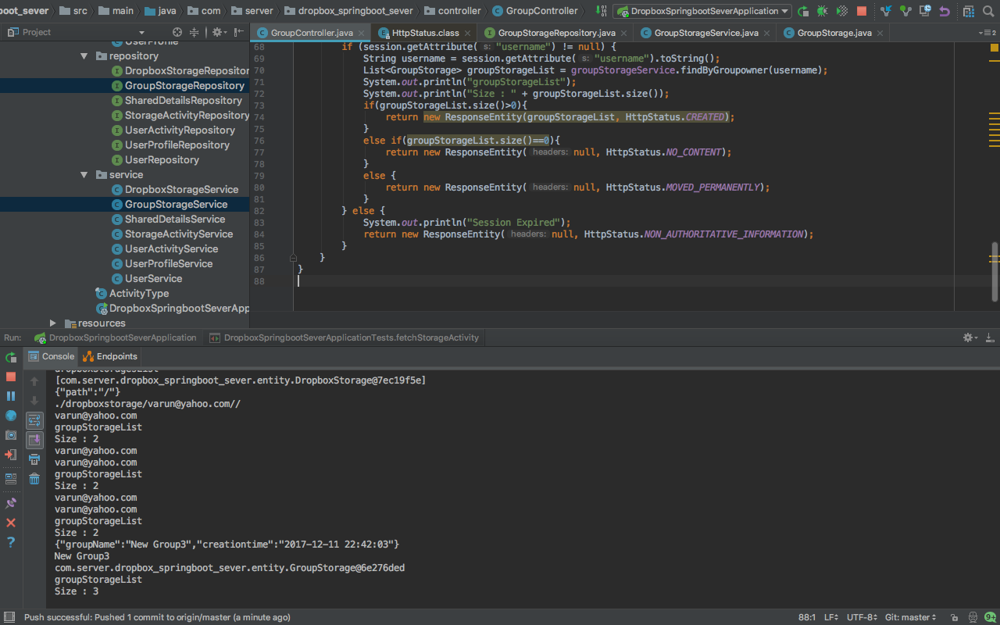 boot_sever src main java com server dropbox_springboot_sever controller GroupController DropboxSpringbootSeverApplication
Project
GroupController.java HttpStatus.class GroupStorageRepository.java GroupStorageService.java GroupStorage.java 2
UserProfile
repository
DropboxStorageRepositor
GroupStorageRepository
SharedDetailsRepository
StorageActivityRepository
UserActivityRepository
UserProfileRepository
UserRepository
service
DropboxStorageService
GroupStorageService
SharedDetailsService
StorageActivityService
UserActivityService
UserProfileService
UserService
ActivityType
DropboxSpringbootSeverApp
resources
68 if (session.getAttribute( s: "username") != null) {
69 String username = session.getAttribute( s: "username").toString();
70 List<GroupStorage> groupStorageList = groupStorageService.findByGroupowner(username);
71 System.out.println("groupStorageList");
72 System.out.println("Size : " + groupStorageList.size());
73 if(groupStorageList.size()>0){
74 return new ResponseEntity(groupStorageList, HttpStatus.CREATED);
75 }
76 else if(groupStorageList.size()==0){
77 return new ResponseEntity( headers: null, HttpStatus.NO_CONTENT);
78 }
79 else {
80 return new ResponseEntity( headers: null, HttpStatus.MOVED_PERMANENTLY);
81 }
82 } else {
83 System.out.println("Session Expired");
84 return new ResponseEntity( headers: null, HttpStatus.NON_AUTHORITATIVE_INFORMATION);
85 }
86 }
87 }
88
Run: DropboxSpringbootSeverApplication DropboxSpringbootSeverApplicationTests.fetchStorageActivity
Console Endpoints
dropboxStoragesList
[com.server.dropbox_springboot_sever.entity.DropboxStorage@7ec19f5e]
{"path":"/"}
./dropboxstorage/varun@yahoo.com//
varun@yahoo.com
groupStorageList
Size : 2
varun@yahoo.com
varun@yahoo.com
groupStorageList
Size : 2
varun@yahoo.com
varun@yahoo.com
groupStorageList
Size : 2
{"groupName":"New Group3","creationtime":"2017-12-11 22:42:03"}
New Group3
com.server.dropbox_springboot_sever.entity.GroupStorage@6e276ded
groupStorageList
Size : 3
Push successful: Pushed 1 commit to origin/master (a minute ago) 88:1 LF UTF-8 Git: master 9+